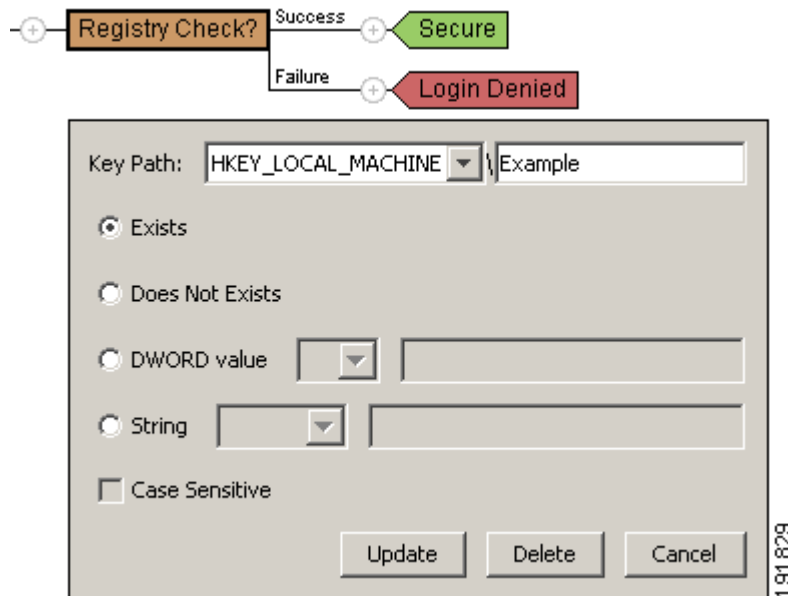 Registry Check?
Success
Secure
Failure
Login Denied
Key Path: HKEY_LOCAL_MACHINE \ Example
Exists
Does Not Exists
DWORD value
String
Case Sensitive
Update Delete Cancel
191829